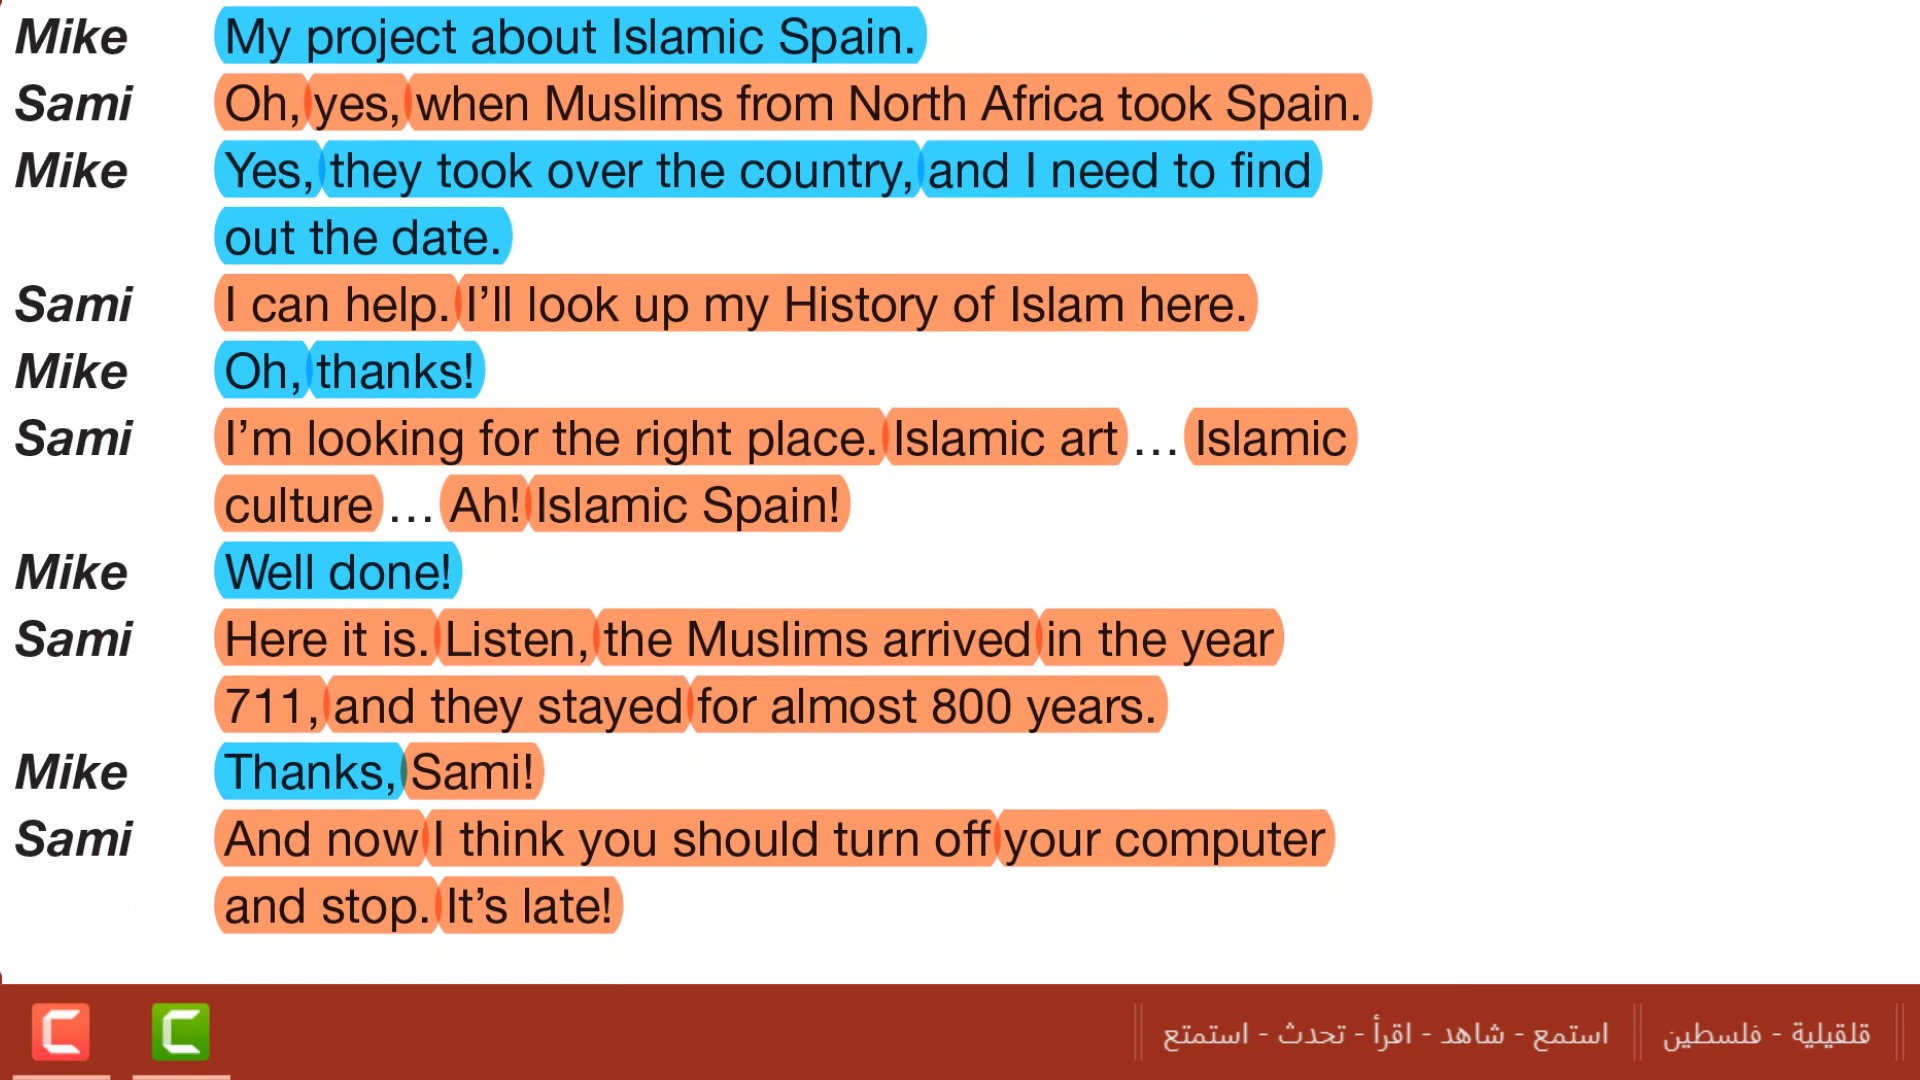 Mike My project about Islamic Spain.
Sami Oh, yes, when Muslims from North Africa took Spain.
Mike Yes, they took over the country, and I need to find
out the date.
Sami I can help. I’ll look up my History of Islam here.
Mike Oh, thanks!
Sami I’m looking for the right place. Islamic art … Islamic
culture … Ah! Islamic Spain!
Mike Well done!
Sami Here it is. Listen, the Muslims arrived in the year
711, and they stayed for almost 800 years.
Mike Thanks, Sami!
Sami And now I think you should turn off your computer
and stop. It’s late!
قلقيلية - فلسطين استمع - شاهد - اقرأ - تحدث - استمتع